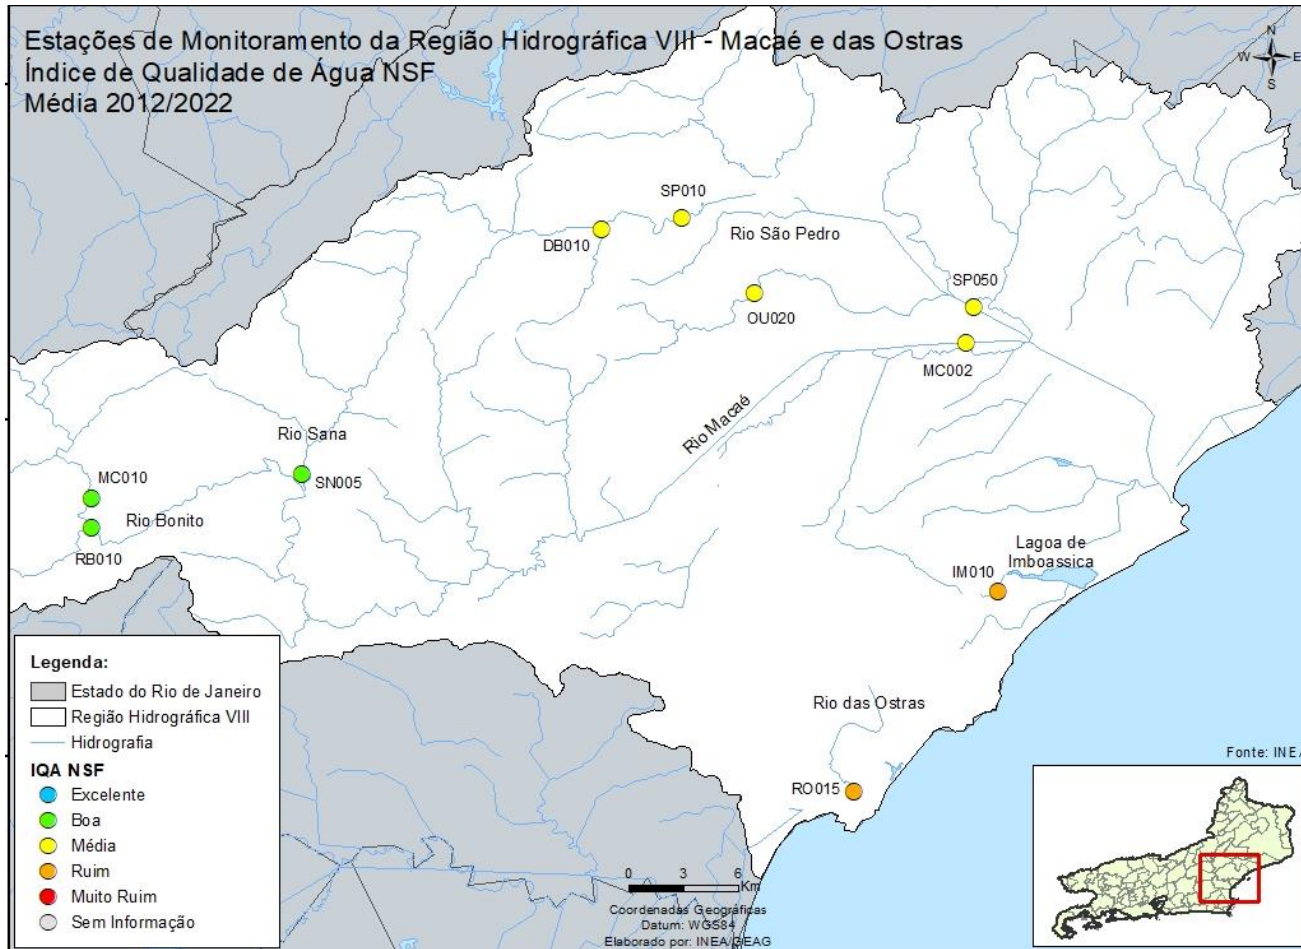 Estações de Monitoramento da Região Hidrográfica VIII - Macaé e das Ostras
Índice de Qualidade de Água NSF
Média 2012/2022
N
W E
S
SP010
DB010
Rio São Pedro
SP050
OU020
MC002
Rio Macaé
Rio Sana
MC010
SN005
Rio Bonito
RB010
Lagoa de
Imboassica
IM010
Rio das Ostras
RO015
Legenda:
Estado do Rio de Janeiro
Região Hidrográfica VIII
Hidrografia
IQA NSF
Excelente
Boa
Média
Ruim
Muito Ruim
Sem Informação
0 3 6
Km
Coordenadas Geográficas
Datum: WGS84
Elaborado por: INEA/GEAG
Fonte: INEA